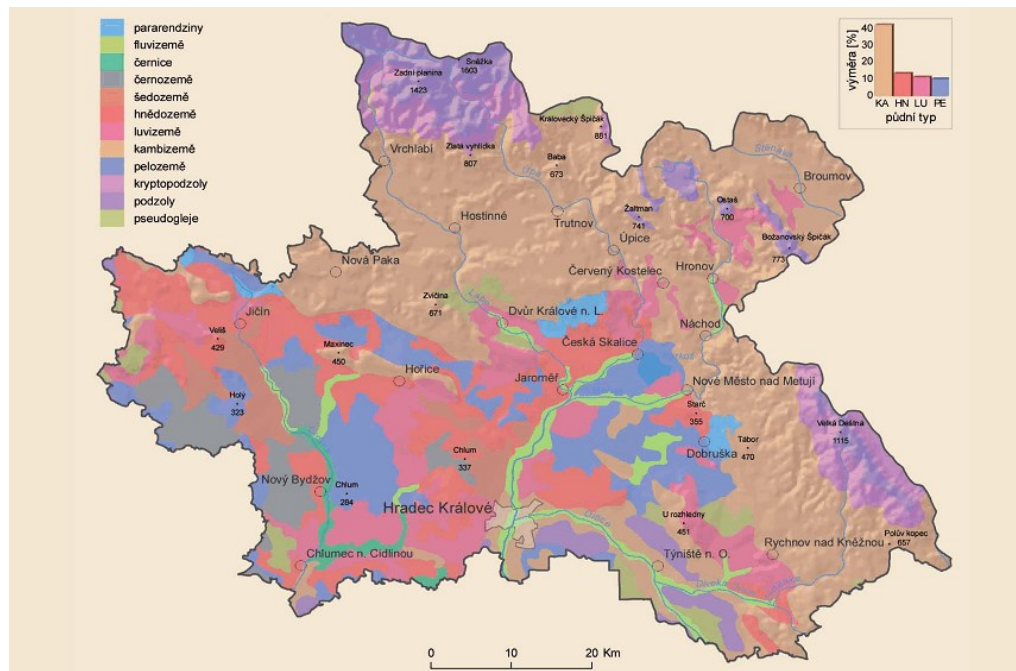 pararendziny
fluvizemě
černice
černozemě
šedozemě
hnědozemě
luvizemě
kambizemě
pelozemě
kryptopodzoly
podzoly
pseudogleje
výměra [%]
40
30
20
10
0
KA HN LU PE
půdní typ
Sněžka
1603
Zadní planina
1423
Královecký Špičák
881
Vrchlabí
Zlatá vyhlídka
807
Baba
673
Úpa
Stěnava
Broumov
Hostinné
Trutnov
Žaltman
741
Ostaš
700
Úpice
Božanovský Špičák
773
Nová Paka
Červený Kostelec
Hronov
Zvičina
671
Labe
Dvůr Králové n. L.
Jičín
Veliš
429
Maxinec
450
Česká Skalice
Náchod
Hořice
Jaroměř
Nové Město nad Metují
Holý
323
Starč
355
Velká Deštná
1115
Dobruška
Tábor
470
Chlum
337
Nový Bydžov
Chlum
284
Hradec Králové
U rozhledny
451
Orlice
Polův kopec
657
Rychnov nad Kněžnou
Týniště n. O.
Chlumec n. Cidlinou
Divoká
0 10 20 Km